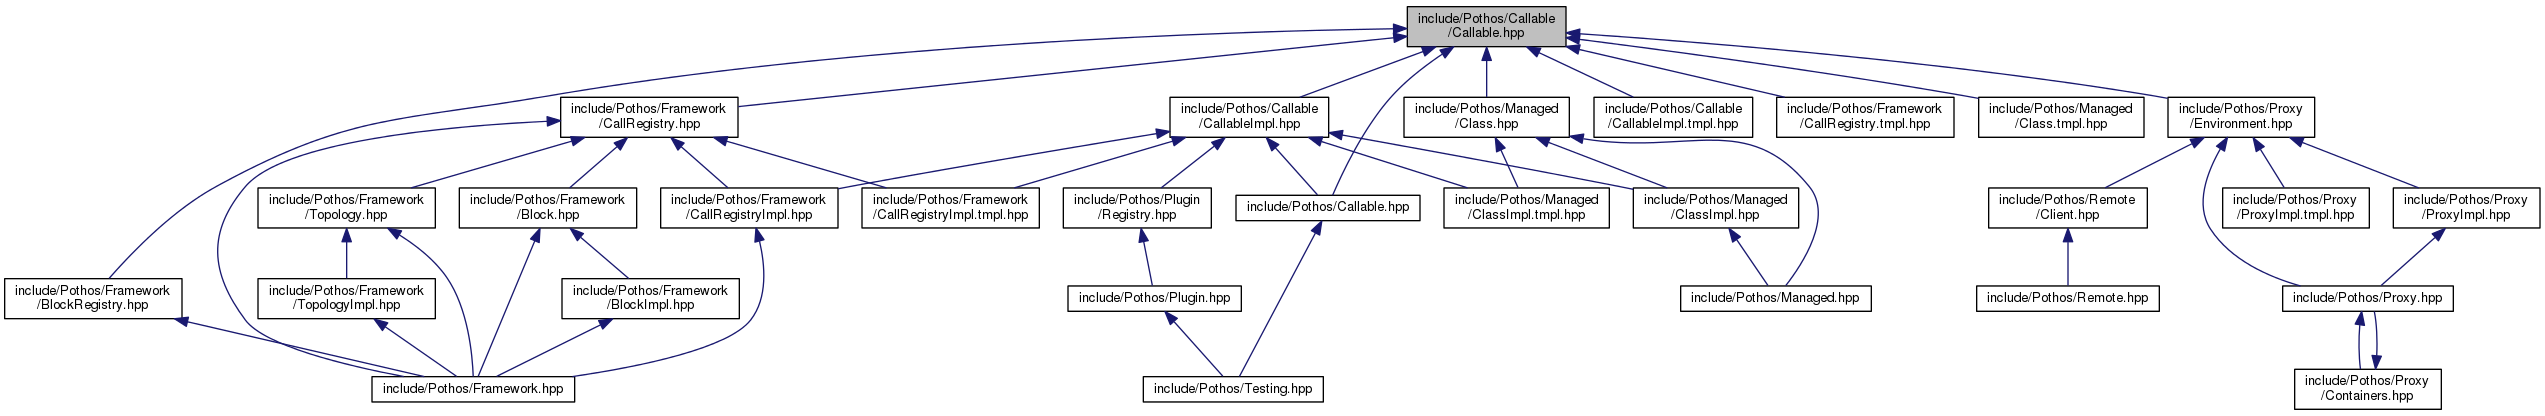 include/Pothos/Callable
/Callable.hpp
include/Pothos/Framework
/CallRegistry.hpp
include/Pothos/Callable
/CallableImpl.hpp
include/Pothos/Managed
/Class.hpp
include/Pothos/Callable
/CallableImpl.tmpl.hpp
include/Pothos/Framework
/CallRegistry.tmpl.hpp
include/Pothos/Managed
/Class.tmpl.hpp
include/Pothos/Proxy
/Environment.hpp
include/Pothos/Framework
/Topology.hpp
include/Pothos/Framework
/Block.hpp
include/Pothos/Framework
/CallRegistryImpl.hpp
include/Pothos/Framework
/CallRegistryImpl.tmpl.hpp
include/Pothos/Plugin
/Registry.hpp
include/Pothos/Callable.hpp
include/Pothos/Managed
/ClassImpl.tmpl.hpp
include/Pothos/Managed
/ClassImpl.hpp
include/Pothos/Remote
/Client.hpp
include/Pothos/Proxy
/ProxyImpl.tmpl.hpp
include/Pothos/Proxy
/ProxyImpl.hpp
include/Pothos/Framework
/BlockRegistry.hpp
include/Pothos/Framework
/TopologyImpl.hpp
include/Pothos/Framework
/BlockImpl.hpp
include/Pothos/Plugin.hpp
include/Pothos/Managed.hpp
include/Pothos/Remote.hpp
include/Pothos/Proxy.hpp
include/Pothos/Framework.hpp
include/Pothos/Testing.hpp
include/Pothos/Proxy
/Containers.hpp